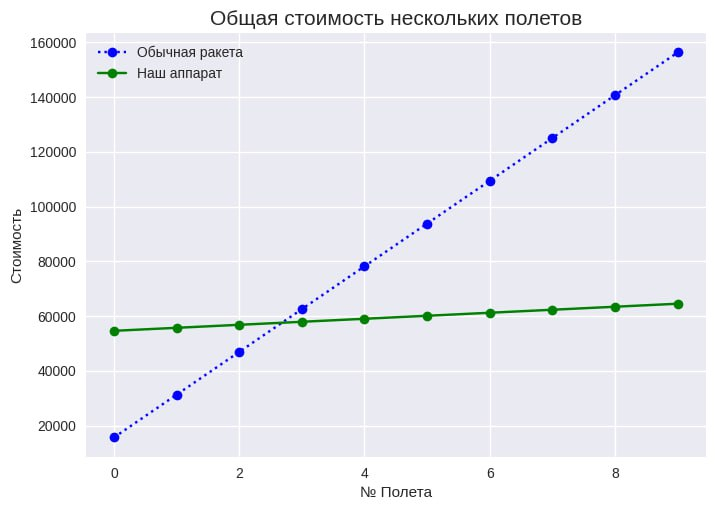 Общая стоимость нескольких полетов
160000
140000
120000
100000
80000
60000
40000
20000
Стоимость
Обычная ракета
Наш аппарат
0 2 4 6 8
№ Полета